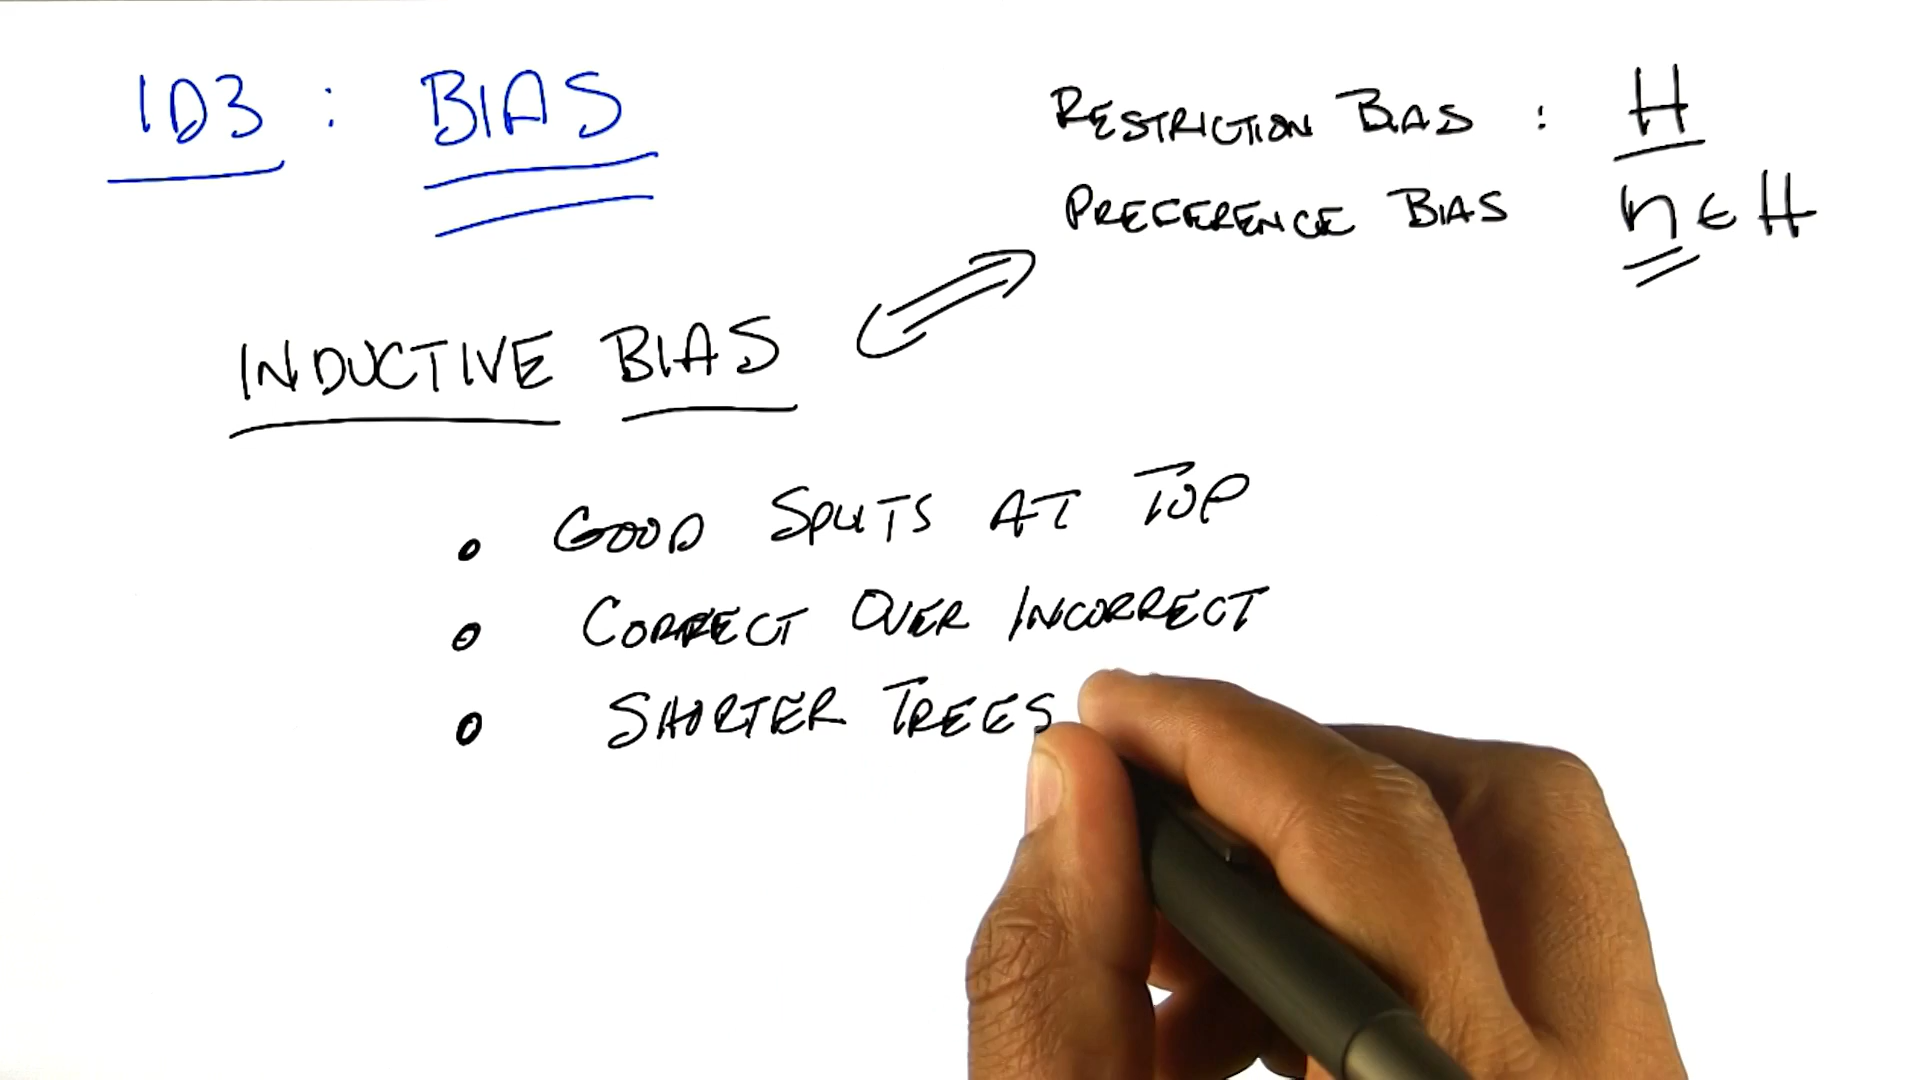 ID3 : BIAS
RESTRICTION BIAS : H
PREFERENCE BIAS h ∈ H
INDUCTIVE BIAS
• GOOD SPLITS AT TOP
• CORRECT OVER INCORRECT
• SHORTER TREES